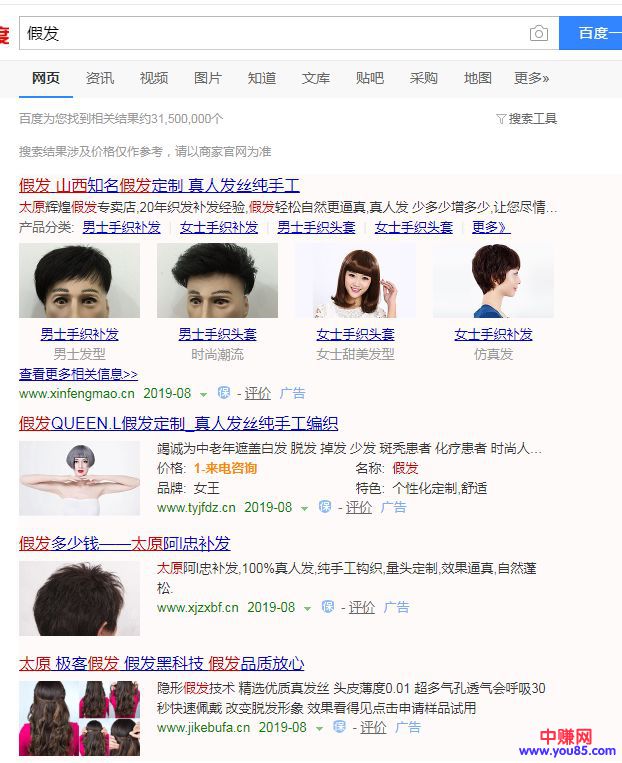 度
假发
百度一
网页 资讯 视频 图片 知道 文库 贴吧 采购 地图 更多»
百度为您找到相关结果约31,500,000个
搜索工具
搜索结果涉及价格仅作参考，请以商家官网为准
假发 山西知名假发定制 真人发丝纯手工
太原辉煌假发专卖店,20年织发补发经验,假发轻松自然更逼真,真人发 少多少增多少,让您尽情...
产品分类: 男士手织补发 | 女士手织补发 | 男士手织头套 | 女士手织头套 | 更多》
男士手织补发 男士手织头套 女士手织头套 女士手织补发
男士发型 时尚潮流 女士甜美发型 仿真发
查看更多相关信息>>
www.xinfengmao.cn 2019-08 保 - 评价 广告
假发QUEEN.L假发定制_真人发丝纯手工编织
竭诚为中老年遮盖白发 脱发 掉发 少发 斑秃患者 化疗患者 时尚人...
价格: 1-来电咨询 名称: 假发
品牌: 女王 特色: 个性化定制,舒适
www.tyjfdz.cn 2019-08 保 - 评价 广告
假发多少钱——太原阿忠补发
太原阿忠补发,100%真人发,纯手工钩织,量头定制,效果逼真,自然蓬
松.
www.xjzxbf.cn 2019-08 保 - 评价 广告
太原 极客假发 假发黑科技 假发品质放心
隐形假发技术 精选优质真发丝 头皮薄度0.01 超多气孔透气会呼吸30
秒快速佩戴 改变脱发形象 效果看得见点击申请样品试用
www.jikebufa.cn 2019-08 保 - 评价 广告
中赚网
www.you85.com